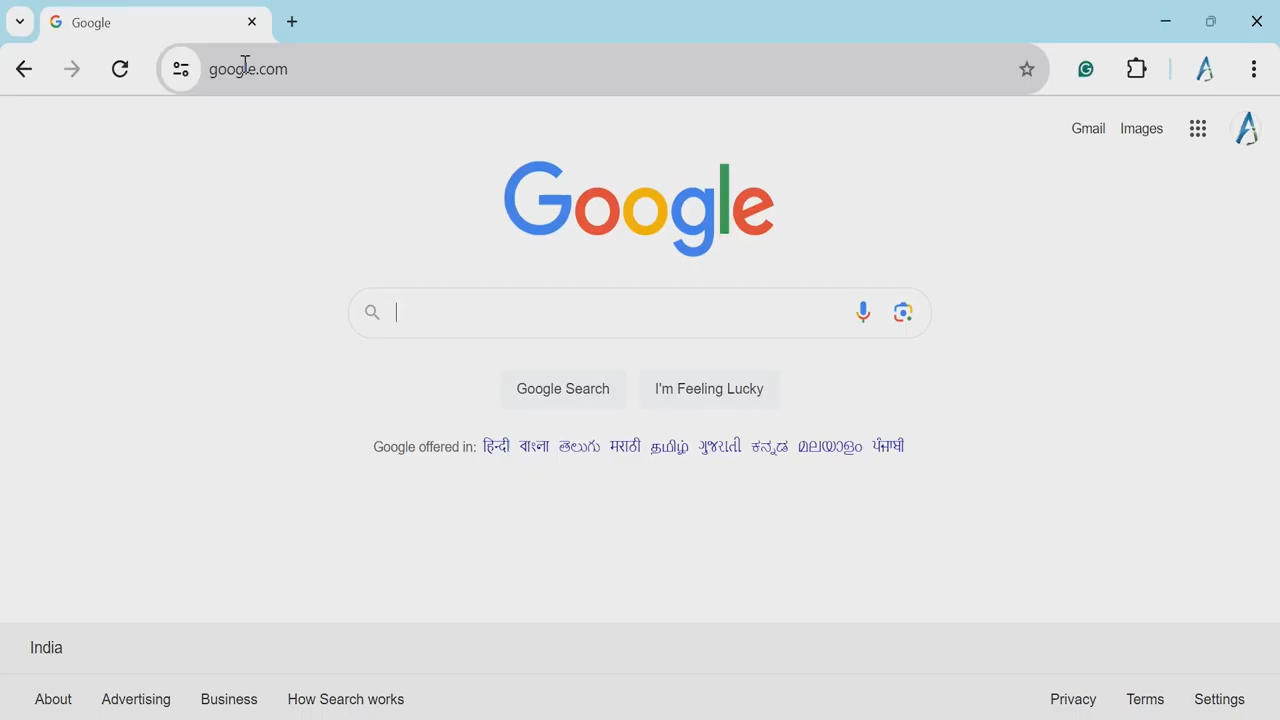 Google
google.com
Gmail Images
Google
Google Search I'm Feeling Lucky
Google offered in: हिन्दी বাংলা తెలుగు मराठी தமிழ் ગુજરાતી ಕನ್ನಡ മലയാളം ਪੰਜਾਬੀ
India
About Advertising Business How Search works Privacy Terms Settings